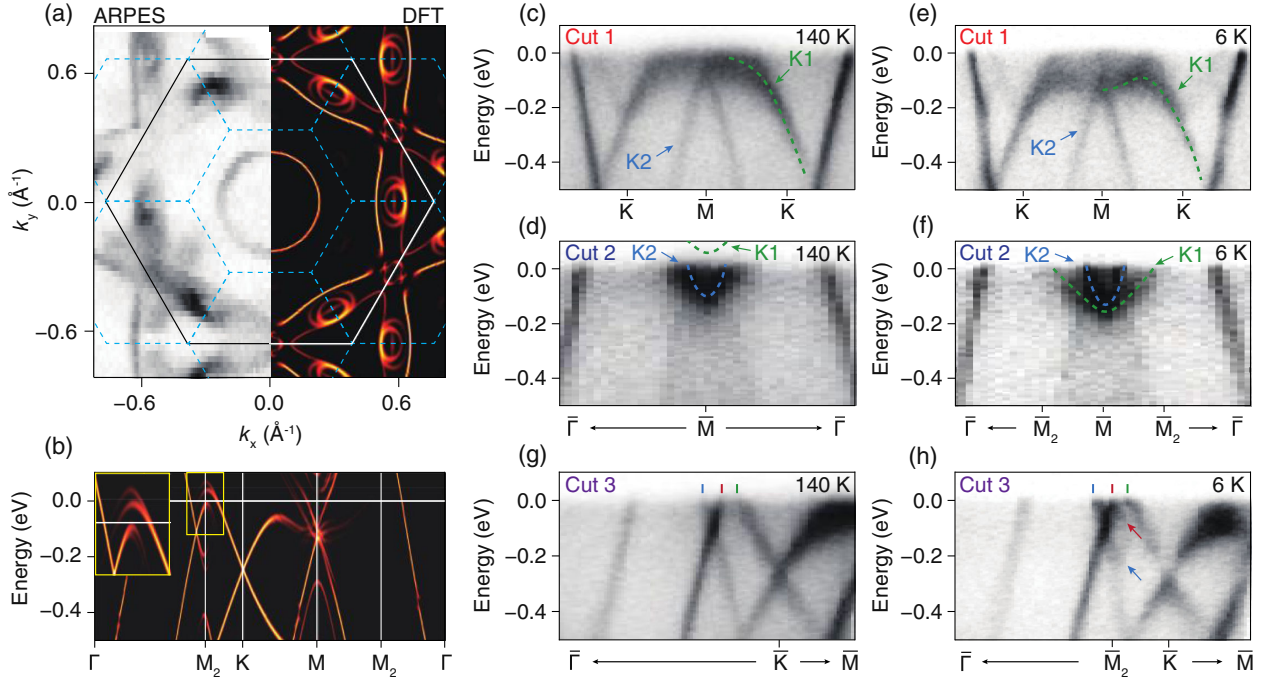 (a) ARPES DFT
0.6
0.0
−0.6
k_y (Å⁻¹)
−0.6 0.0 0.6
k_x (Å⁻¹)
(b)
0.0
−0.2
−0.4
Energy (eV)
Γ M₂ K M M₂ Γ
(c)
Cut 1 140 K
0.0
−0.2
−0.4
Energy (eV)
K1
K2
K̅ M̅ K̅
(d)
Cut 2 K2 K1 140 K
0.0
−0.2
−0.4
Energy (eV)
Γ̅ ← M̅ → Γ̅
(e)
Cut 1 6 K
0.0
−0.2
−0.4
Energy (eV)
K1
K2
K̅ M̅ K̅
(f)
Cut 2 K2 K1 6 K
0.0
−0.2
−0.4
Energy (eV)
Γ̅ ← M̅₂ M̅ M̅₂ → Γ̅
(g)
Cut 3 140 K
0.0
−0.2
−0.4
Energy (eV)
Γ̅ ← → K̅ → M̅
(h)
Cut 3 6 K
0.0
−0.2
−0.4
Energy (eV)
Γ̅ ← → M̅₂ K̅ → M̅